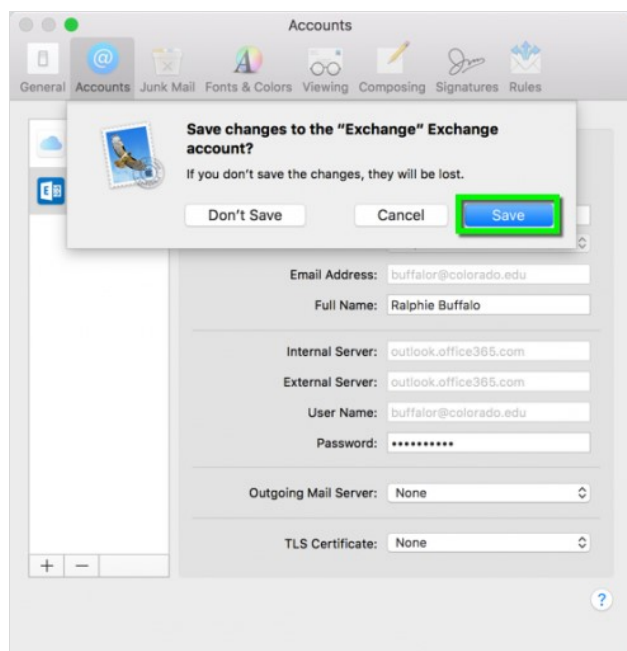 Accounts
General Accounts Junk Mail Fonts & Colors Viewing Composing Signatures Rules
Save changes to the “Exchange” Exchange
account?
If you don’t save the changes, they will be lost.
Don’t Save Cancel Save
Email Address: buffalor@colorado.edu
Full Name: Ralphie Buffalo
Internal Server: outlook.office365.com
External Server: outlook.office365.com
User Name: buffalor@colorado.edu
Password: ••••••••••
Outgoing Mail Server: None
TLS Certificate: None
+ −
?